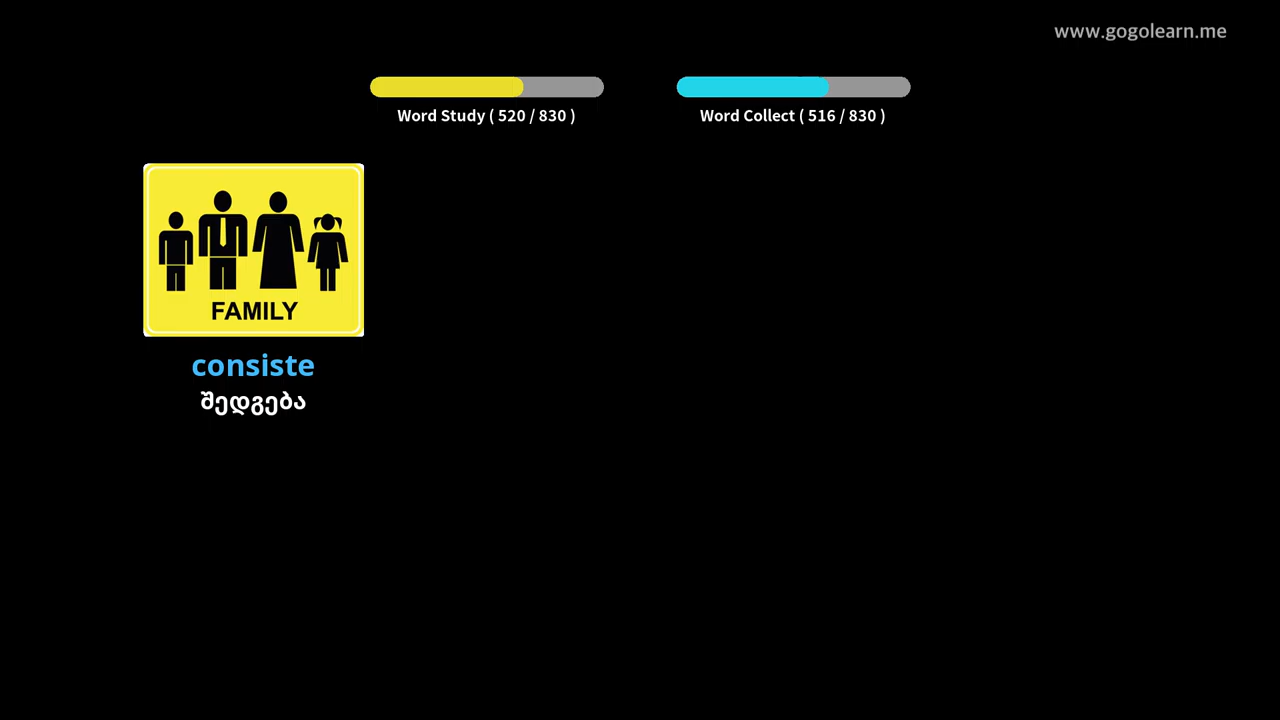 www.gogolearn.me
Word Study ( 520 / 830 )
Word Collect ( 516 / 830 )
FAMILY
consiste
შედგება